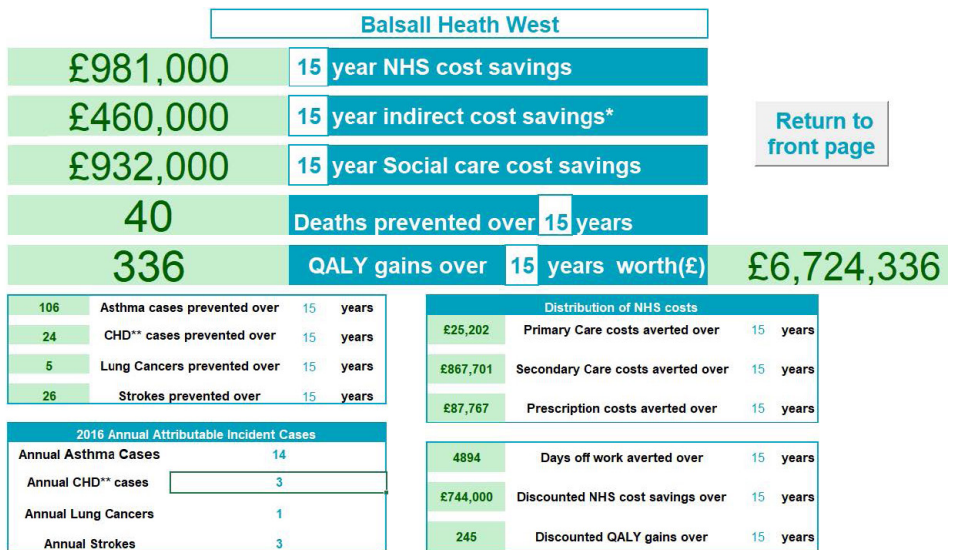 Balsall Heath West
£981,000 15 year NHS cost savings
£460,000 15 year indirect cost savings*
Return to
front page
£932,000 15 year Social care cost savings
40 Deaths prevented over 15 years
336 QALY gains over 15 years worth(£) £6,724,336
106 Asthma cases prevented over 15 years
24 CHD** cases prevented over 15 years
5 Lung Cancers prevented over 15 years
26 Strokes prevented over 15 years
Distribution of NHS costs
£25,202 Primary Care costs averted over 15 years
£867,701 Secondary Care costs averted over 15 years
£87,767 Prescription costs averted over 15 years
2016 Annual Attributable Incident Cases
Annual Asthma Cases 14
Annual CHD** cases 3
Annual Lung Cancers 1
Annual Strokes 3
4894 Days off work averted over 15 years
£744,000 Discounted NHS cost savings over 15 years
245 Discounted QALY gains over 15 years